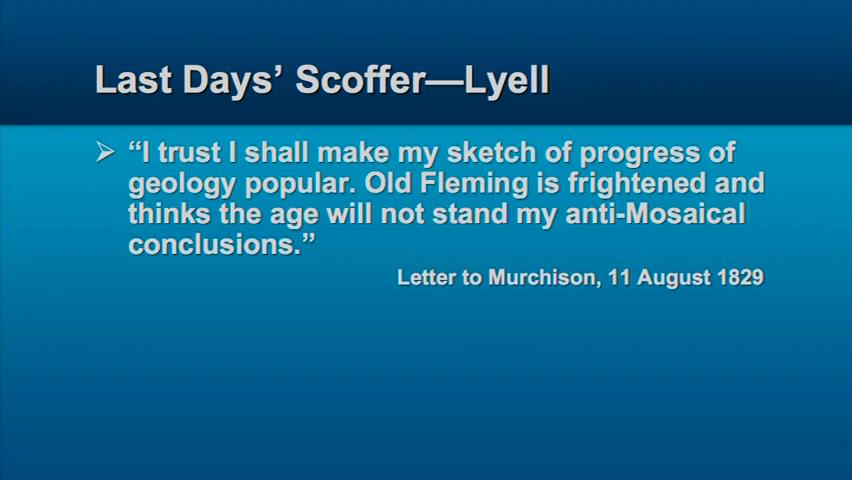 Last Days’ Scoffer—Lyell
“I trust I shall make my sketch of progress of
geology popular. Old Fleming is frightened and
thinks the age will not stand my anti-Mosaical
conclusions.”
Letter to Murchison, 11 August 1829